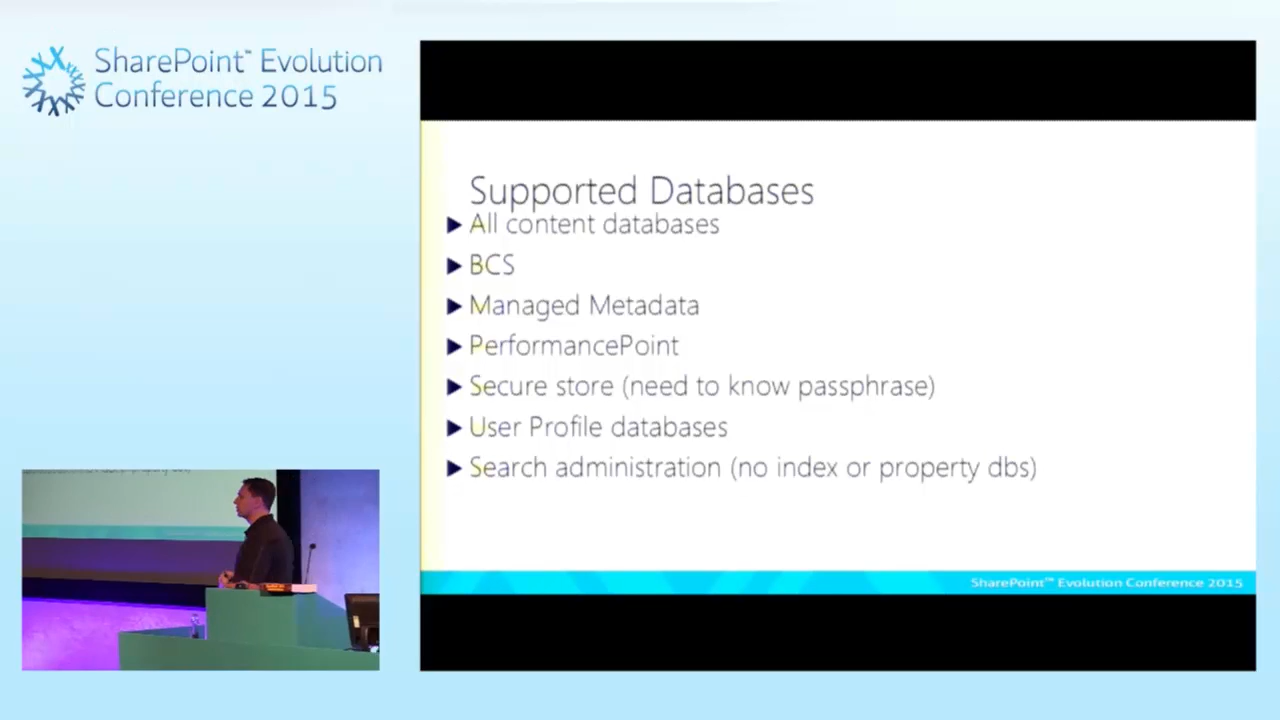 SharePoint™ Evolution
Conference 2015
Supported Databases
All content databases
BCS
Managed Metadata
PerformancePoint
Secure store (need to know passphrase)
User Profile databases
Search administration (no index or property dbs)
SharePoint™ Evolution Conference 2015